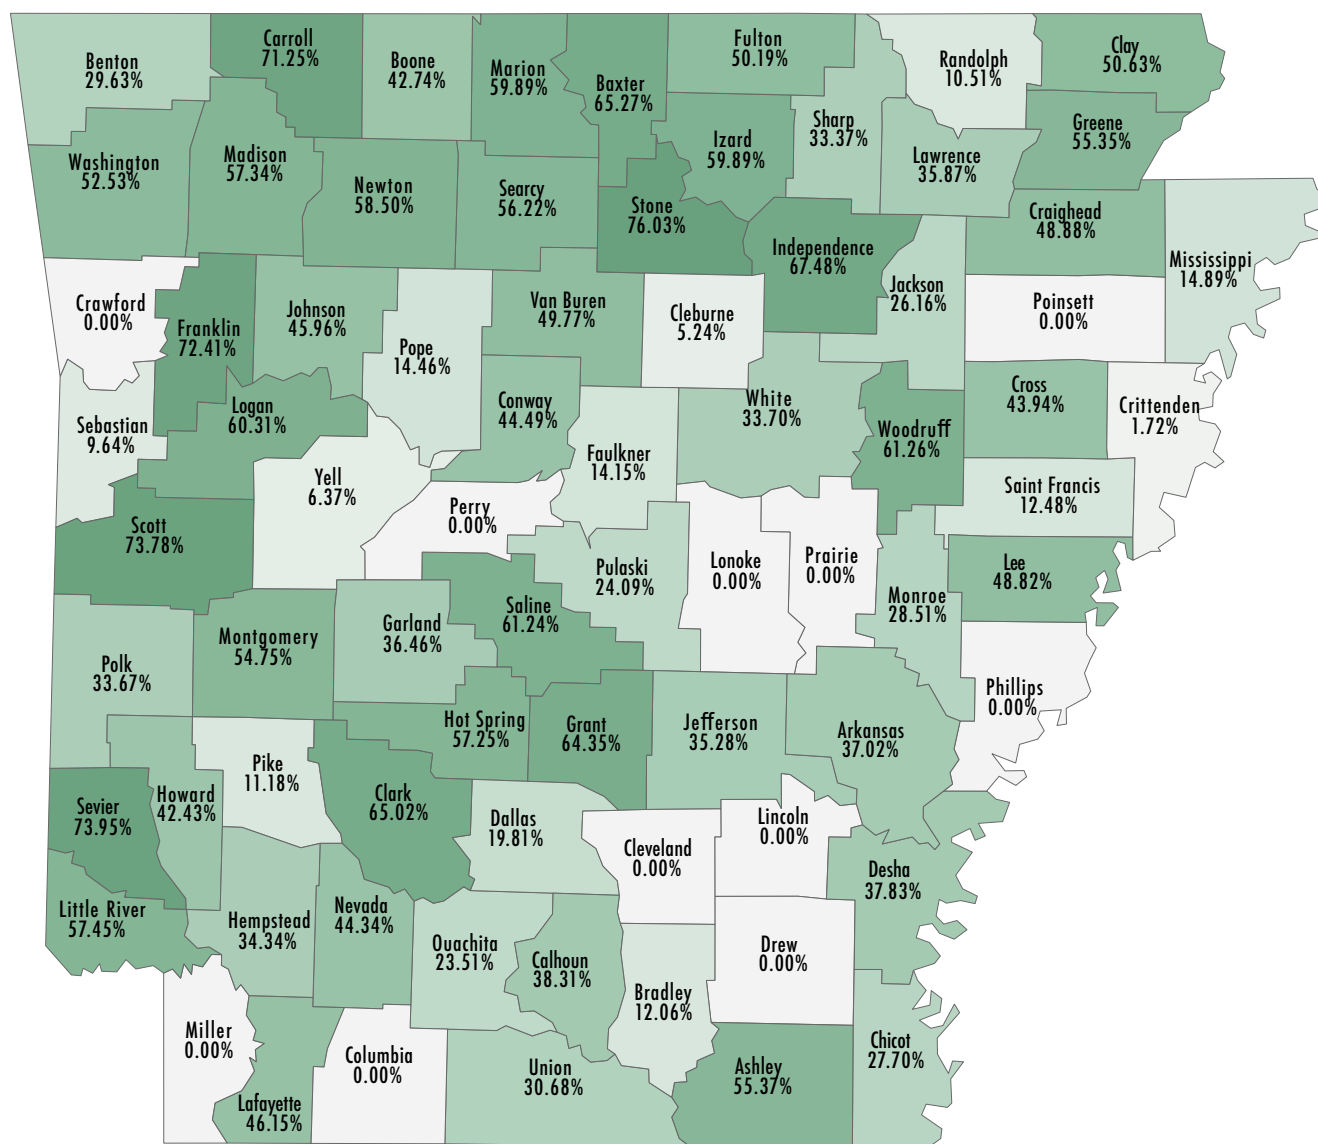 Benton
29.63%
Carroll
71.25%
Boone
42.74%
Marion
59.89%
Baxter
65.27%
Fulton
50.19%
Randolph
10.51%
Clay
50.63%
Sharp
33.37%
Greene
55.35%
Washington
52.53%
Madison
57.34%
Newton
58.50%
Searcy
56.22%
Stone
76.03%
Izard
59.89%
Lawrence
35.87%
Craighead
48.88%
Independence
67.48%
Jackson
26.16%
Mississippi
14.89%
Crawford
0.00%
Franklin
72.41%
Johnson
45.96%
Pope
14.46%
Van Buren
49.77%
Cleburne
5.24%
Poinsett
0.00%
Sebastian
9.64%
Logan
60.31%
Conway
44.49%
White
33.70%
Woodruff
61.26%
Cross
43.94%
Crittenden
1.72%
Faulkner
14.15%
Yell
6.37%
Perry
0.00%
Saint Francis
12.48%
Scott
73.78%
Pulaski
24.09%
Lonoke
0.00%
Prairie
0.00%
Monroe
28.51%
Lee
48.82%
Saline
61.24%
Garland
36.46%
Montgomery
54.75%
Polk
33.67%
Phillips
0.00%
Hot Spring
57.25%
Grant
64.35%
Jefferson
35.28%
Arkansas
37.02%
Pike
11.18%
Sevier
73.95%
Howard
42.43%
Clark
65.02%
Dallas
19.81%
Cleveland
0.00%
Lincoln
0.00%
Desha
37.83%
Little River
57.45%
Hempstead
34.34%
Nevada
44.34%
Ouachita
23.51%
Calhoun
38.31%
Bradley
12.06%
Drew
0.00%
Miller
0.00%
Columbia
0.00%
Union
30.68%
Ashley
55.37%
Chicot
27.70%
Lafayette
46.15%